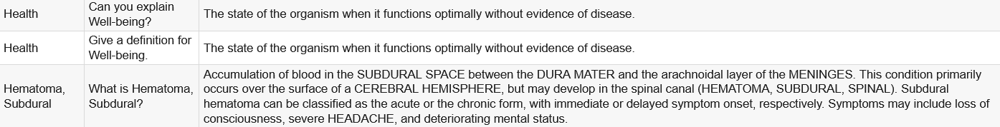 Health
Can you explain
Well-being?
The state of the organism when it functions optimally without evidence of disease.
Health
Give a definition for
Well-being.
The state of the organism when it functions optimally without evidence of disease.
Hematoma,
Subdural
What is Hematoma,
Subdural?
Accumulation of blood in the SUBDURAL SPACE between the DURA MATER and the arachnoidal layer of the MENINGES. This condition primarily
occurs over the surface of a CEREBRAL HEMISPHERE, but may develop in the spinal canal (HEMATOMA, SUBDURAL, SPINAL). Subdural
hematoma can be classified as the acute or the chronic form, with immediate or delayed symptom onset, respectively. Symptoms may include loss of
consciousness, severe HEADACHE, and deteriorating mental status.